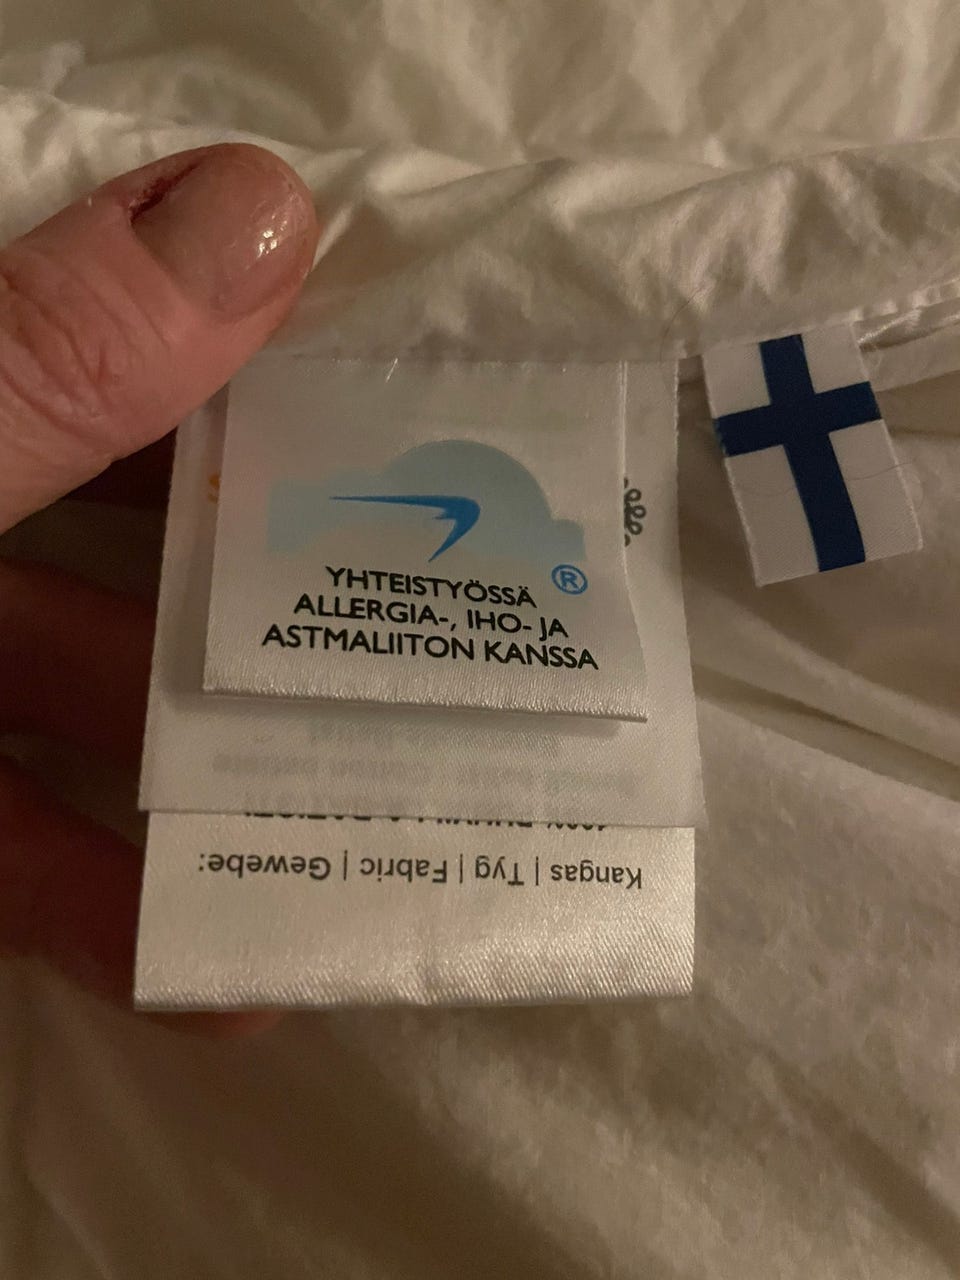 YHTEISTYÖSSÄ ®
ALLERGIA-, IHO- JA
ASTMALIITON KANSSA
Kangas | Tyg | Fabric | Gewebe: